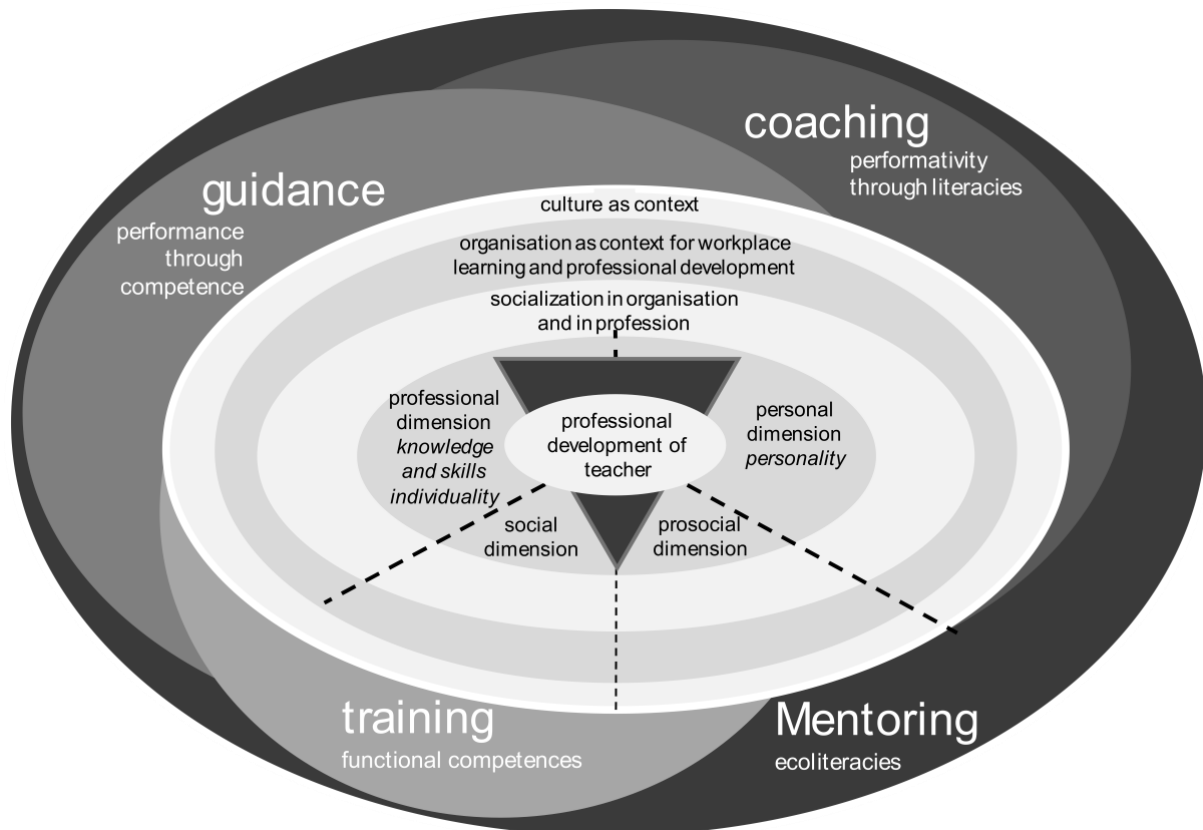 coaching
performativity
through literacies
guidance
performance
through
competence
culture as context
organisation as context for workplace
learning and professional development
socialization in organisation
and in profession
professional
dimension
knowledge
and skills
individuality
professional
development of
teacher
personal
dimension
personality
social
dimension
prosocial
dimension
training
functional competences
Mentoring
ecoliteracies